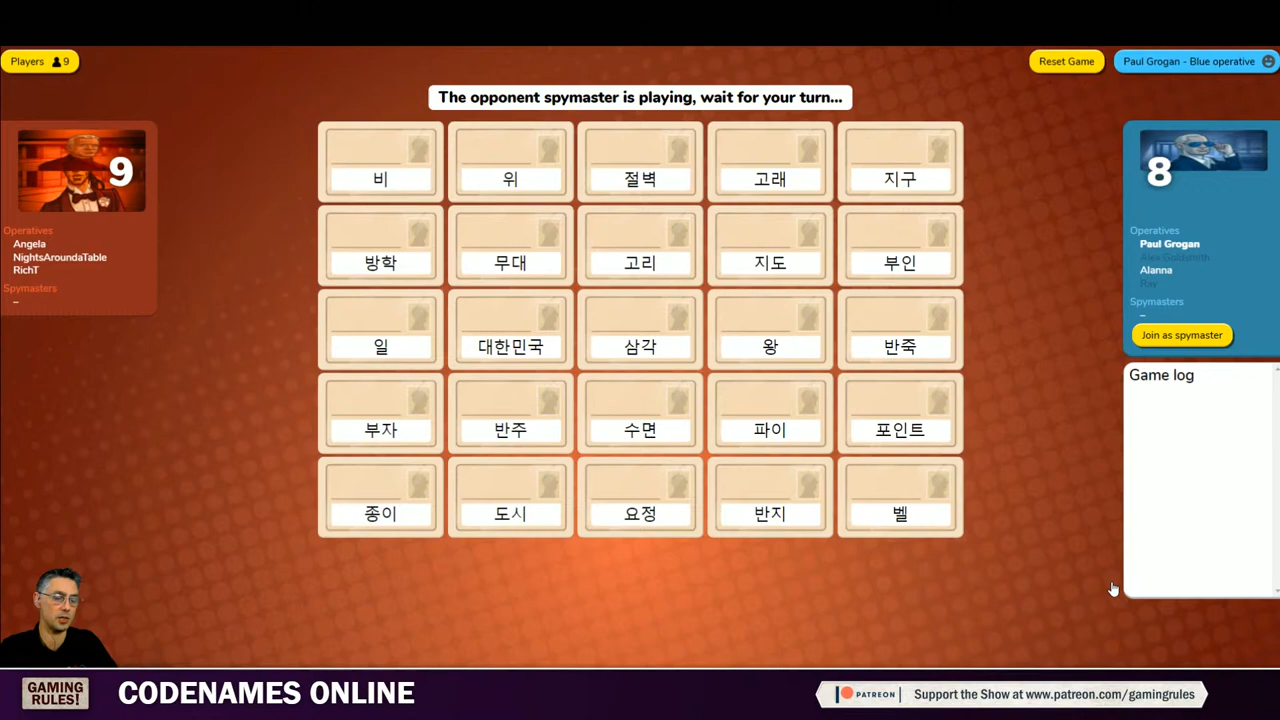 Players 9
Reset Game
Paul Grogan - Blue operative
The opponent spymaster is playing, wait for your turn...
9
Operatives
Angela
NightsAroundaTable
RichT
Spymasters
–
비 위 절벽 고래 지구
방학 무대 고리 지도 부인
일 대한민국 삼각 왕 반죽
부자 반주 수면 파이 포인트
종이 도시 요정 반지 벨
8
Operatives
Paul Grogan
Alex Goldsmith
Alanna
Ray
Spymasters
–
Join as spymaster
Game log
GAMING
RULES!
CODENAMES ONLINE
PATREON
Support the Show at www.patreon.com/gamingrules